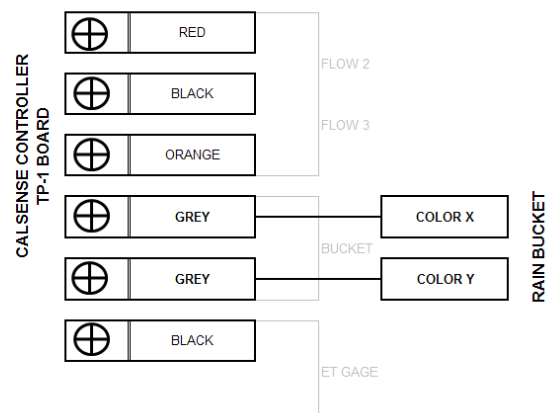 CALSENSE CONTROLLER
TP-1 BOARD
RED
FLOW 2
BLACK
FLOW 3
ORANGE
GREY
COLOR X
BUCKET
GREY
COLOR Y
RAIN BUCKET
BLACK
ET GAGE